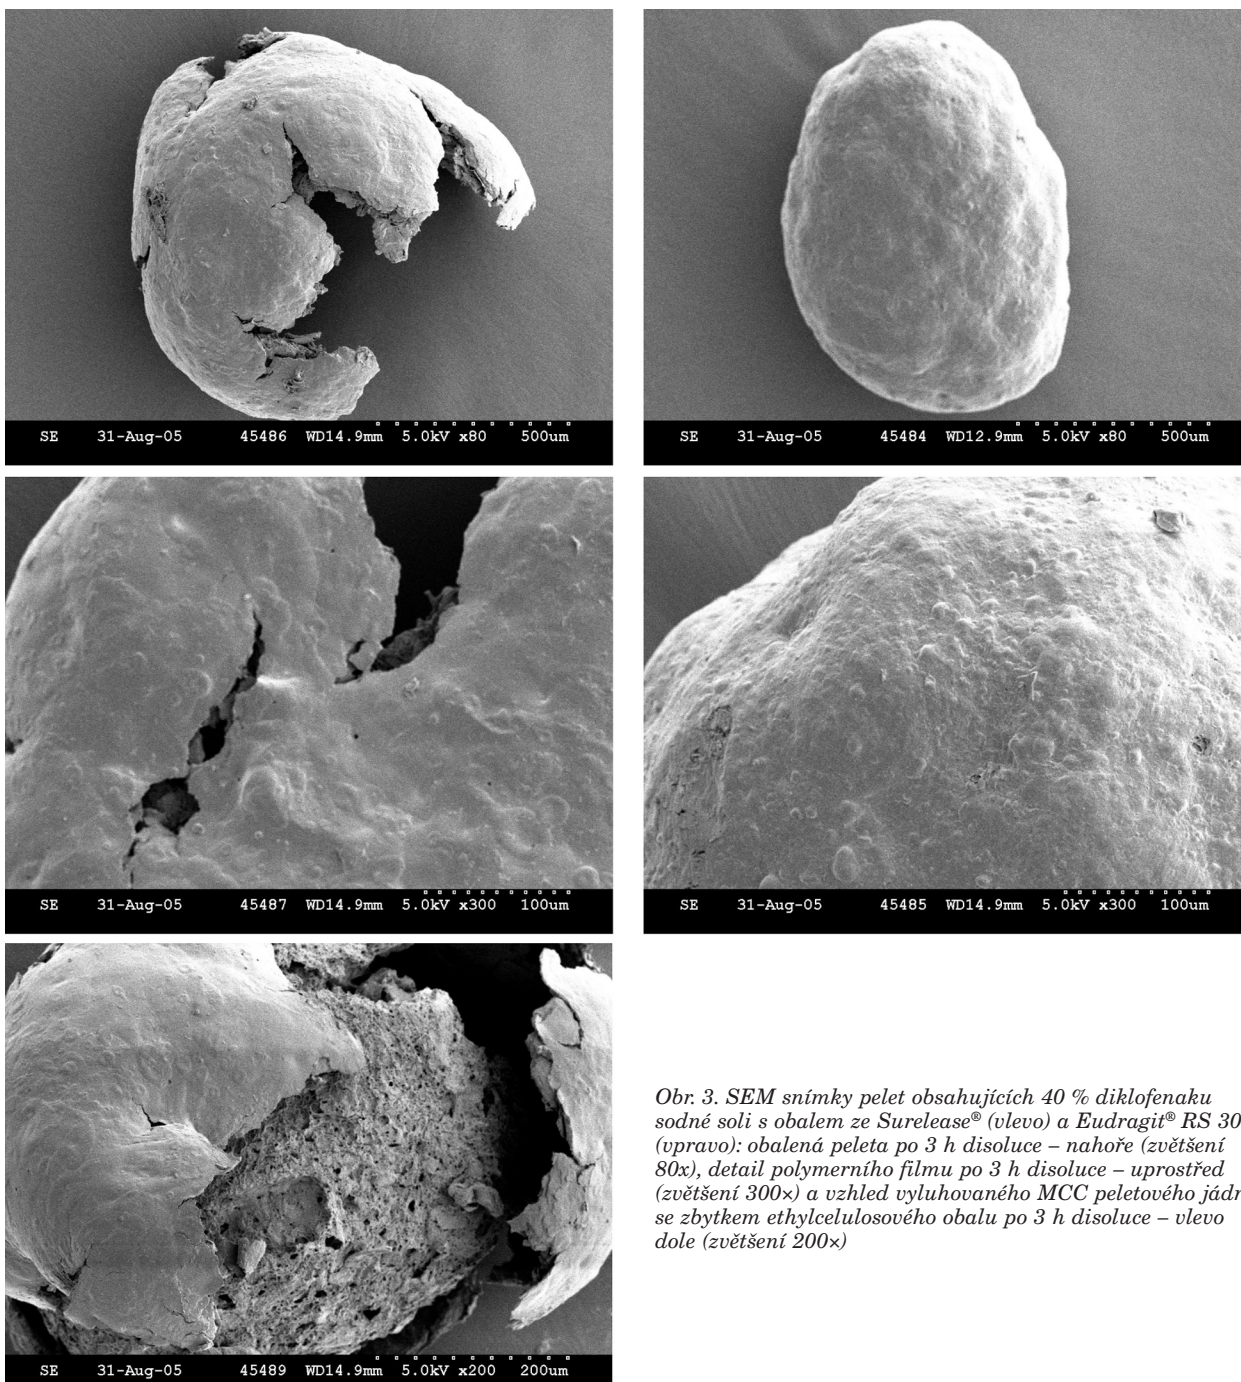 SE 31-Aug-05 45486 WD14.9mm 5.0kV x80 500um
SE 31-Aug-05 45484 WD12.9mm 5.0kV x80 500um
SE 31-Aug-05 45487 WD14.9mm 5.0kV x300 100um
SE 31-Aug-05 45485 WD14.9mm 5.0kV x300 100um
SE 31-Aug-05 45489 WD14.9mm 5.0kV x200 200um
Obr. 3. SEM snímky pelet obsahujících 40 % diklofenaku
sodné soli s obalem ze Surelease® (vlevo) a Eudragit® RS 30
(vpravo): obalená peleta po 3 h disoluce – nahoře (zvětšení
80x), detail polymerního filmu po 3 h disoluce – uprostřed
(zvětšení 300×) a vzhled vyluhovaného MCC peletového
se zbytkem ethylcelulosového obalu po 3 h disoluce – vlevo
dole (zvětšení 200×)